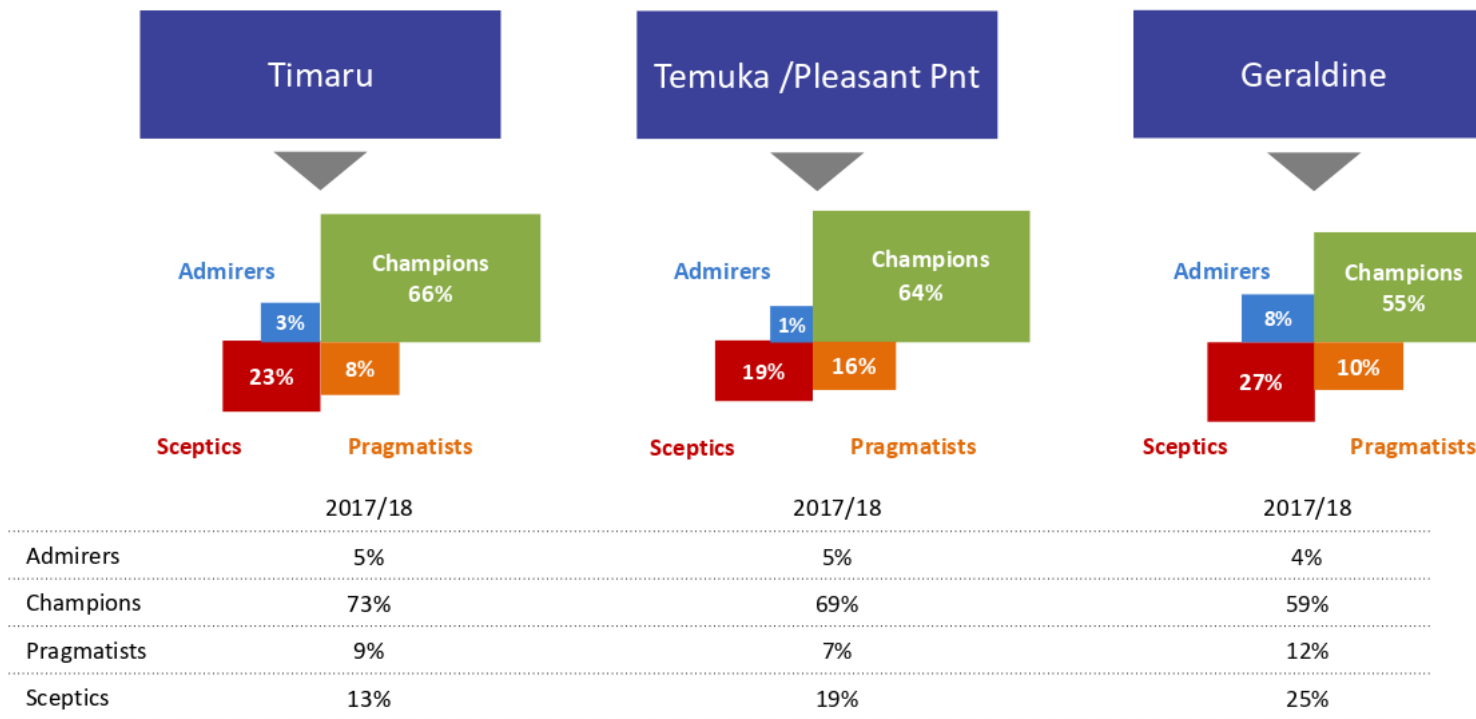 Timaru
Temuka /Pleasant Pnt
Geraldine
Admirers
Champions
66%
3%
23%
8%
Sceptics
Pragmatists
Admirers
Champions
64%
1%
19%
16%
Sceptics
Pragmatists
Admirers
Champions
55%
8%
27%
10%
Sceptics
Pragmatists
2017/18 2017/18 2017/18
Admirers 5% 5% 4%
Champions 73% 69% 59%
Pragmatists 9% 7% 12%
Sceptics 13% 19% 25%